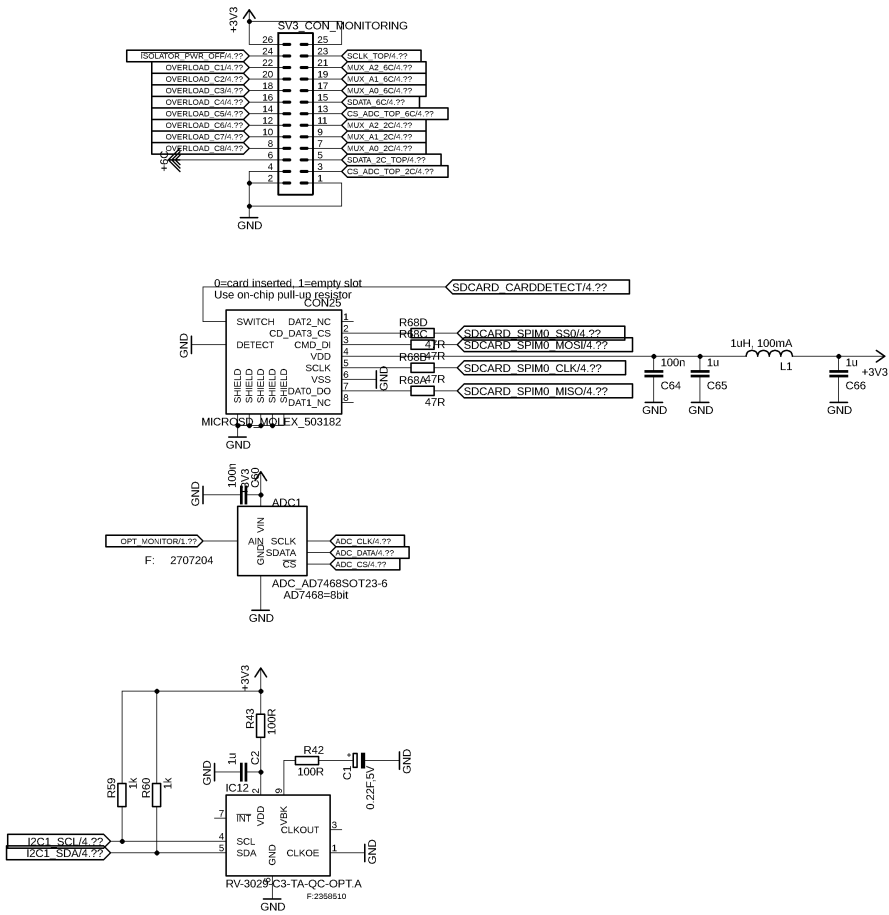 +3V3
SV3_CON_MONITORING
26 25
ISOLATOR_PWR_OFF/4.?? 24 23 SCLK_TOP/4.??
OVERLOAD_C1/4.?? 22 21 MUX_A2_6C/4.??
OVERLOAD_C2/4.?? 20 19 MUX_A1_6C/4.??
OVERLOAD_C3/4.?? 18 17 MUX_A0_6C/4.??
OVERLOAD_C4/4.?? 16 15 SDATA_6C/4.??
OVERLOAD_C5/4.?? 14 13 CS_ADC_TOP_6C/4.??
OVERLOAD_C6/4.?? 12 11 MUX_A2_2C/4.??
OVERLOAD_C7/4.?? 10 9 MUX_A1_2C/4.??
OVERLOAD_C8/4.?? 8 7 MUX_A0_2C/4.??
+6C 6 5 SDATA_2C_TOP/4.??
4 3 CS_ADC_TOP_2C/4.??
2 1
GND
0=card inserted, 1=empty slot
Use on-chip pull-up resistor
CON25
SDCARD_CARDDETECT/4.??
SWITCH DAT2_NC 1
CD_DAT3_CS 2 R68D SDCARD_SPIM0_SS0/4.??
GND DETECT CMD_DI 3 R68C 47R SDCARD_SPIM0_MOSI/4.??
VDD 4 47R
SCLK 5 R68B SDCARD_SPIM0_CLK/4.??
VSS 6 GND 47R
DAT0_DO 7 R68A SDCARD_SPIM0_MISO/4.??
DAT1_NC 8 47R
SHIELD SHIELD SHIELD SHIELD SHIELD
MICROSD_MOLEX_503182
GND
1uH, 100mA
L1
100n C64 GND
1u C65 GND
1u C66 GND
+3V3
100n 3V3 C60
GND
ADC1
VIN
OPT_MONITOR/1.?? AIN SCLK ADC_CLK/4.??
GND SDATA ADC_DATA/4.??
CS ADC_CS/4.??
F: 2707204
ADC_AD7468SOT23-6
AD7468=8bit
GND
+3V3
R43 100R
R59 1k R60 1k
GND 1u C2
R42
100R
C1 + 0.22F,5V GND
IC12
2 9
7 INT VDD VBK
CLKOUT 3
I2C1_SCL/4.?? 4 SCL
I2C1_SDA/4.?? 5 SDA
GND CLKOE 1 GND
RV-3029-C3-TA-QC-OPT.A
F:2358510
GND